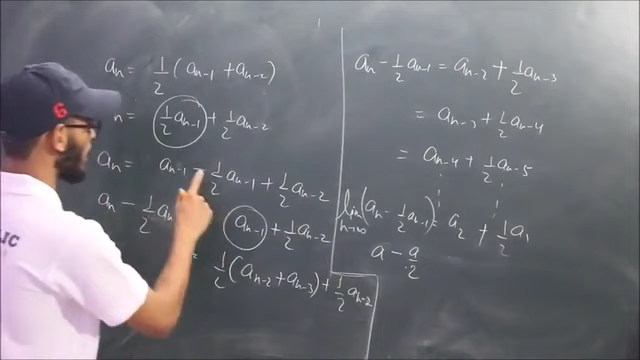 aₙ = 1/2 (aₙ₋₁ + aₙ₋₂)
n = 1/2 aₙ₋₁ + 1/2 aₙ₋₂
aₙ = aₙ₋₁ - 1/2 aₙ₋₁ + 1/2 aₙ₋₂
aₙ - 1/2 aₙ aₙ₋₁ + 1/2 aₙ₋₂
= 1/2 (aₙ₋₂ + aₙ₋₃) + 1/2 aₙ₋₂
aₙ - 1/2 aₙ₋₁ = aₙ₋₂ + 1/2 aₙ₋₃
= aₙ₋₃ + 1/2 aₙ₋₄
= aₙ₋₄ + 1/2 aₙ₋₅
lim n→∞ (aₙ - 1/2 aₙ₋₁) = a₂ + 1/2 a₁
a - a/2
LIC